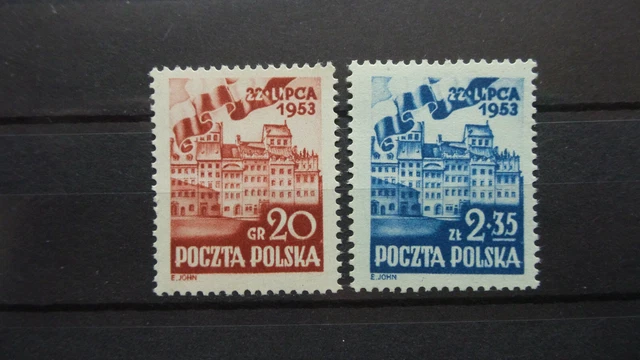 22 LIPCA
1953
GR 20
POCZTA POLSKA
E. JOHN
22 LIPCA
1953
ZŁ 2·35
POCZTA POLSKA
E. JOHN